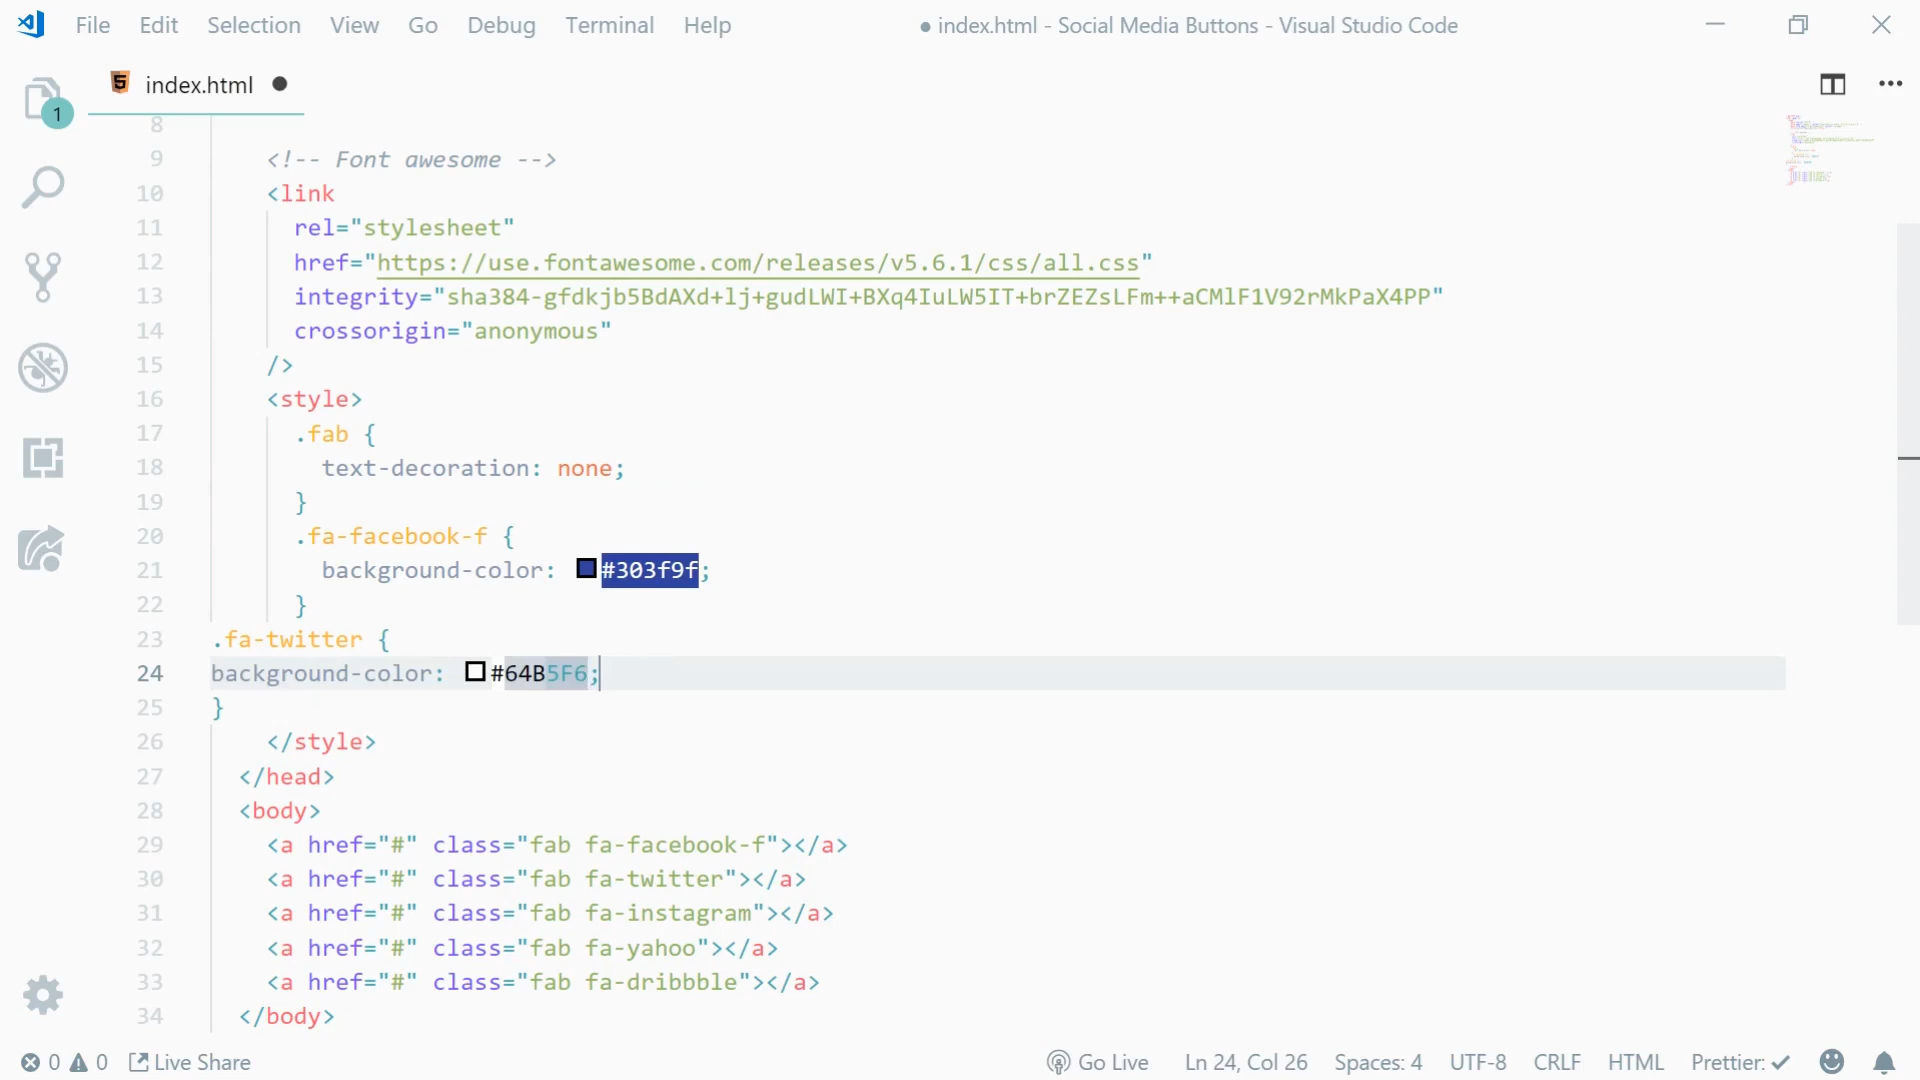 File Edit Selection View Go Debug Terminal Help ● index.html - Social Media Buttons - Visual Studio Code
1
index.html ●
8
9 <!-- Font awesome -->
10 <link
11 rel="stylesheet"
12 href="https://use.fontawesome.com/releases/v5.6.1/css/all.css"
13 integrity="sha384-gfdkjb5BdAXd+lj+gudLWI+BXq4IuLW5IT+brZEZsLFm++aCMlF1V92rMkPaX4PP"
14 crossorigin="anonymous"
15 />
16 <style>
17 .fab {
18 text-decoration: none;
19 }
20 .fa-facebook-f {
21 background-color: #303f9f;
22 }
23 .fa-twitter {
24 background-color: #64B5F6;
25 }
26 </style>
27 </head>
28 <body>
29 <a href="#" class="fab fa-facebook-f"></a>
30 <a href="#" class="fab fa-twitter"></a>
31 <a href="#" class="fab fa-instagram"></a>
32 <a href="#" class="fab fa-yahoo"></a>
33 <a href="#" class="fab fa-dribbble"></a>
34 </body>
0 0 Live Share Go Live Ln 24, Col 26 Spaces: 4 UTF-8 CRLF HTML Prettier: ✓